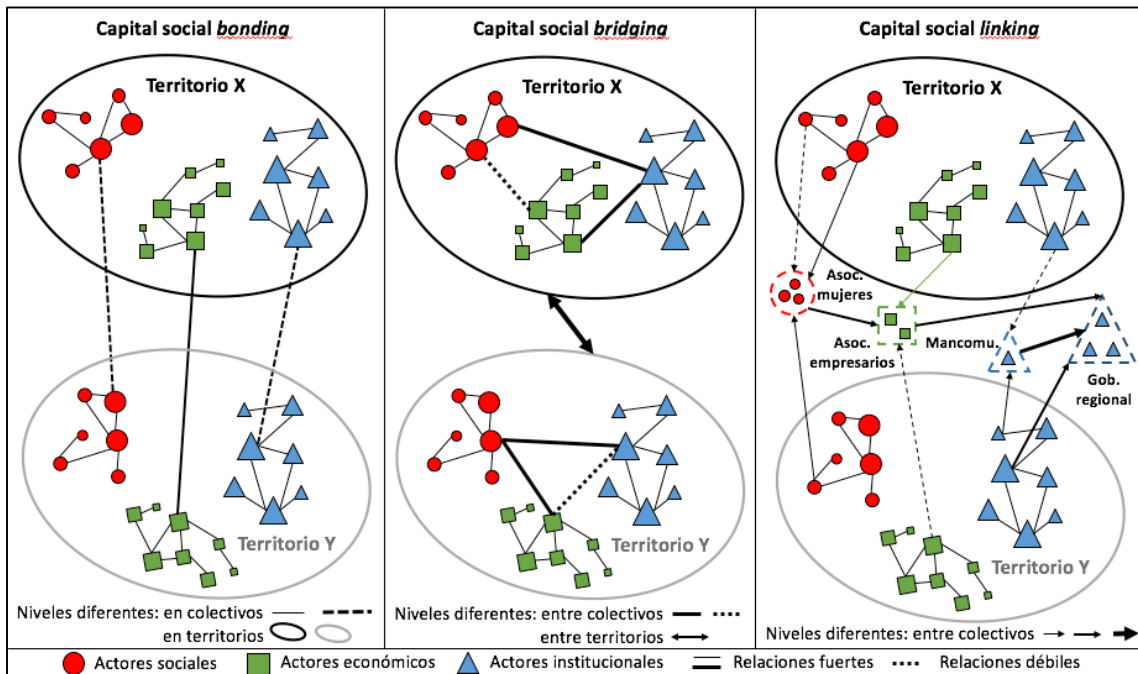 Capital social bonding
Territorio X
Territorio Y
Niveles diferentes: en colectivos
en territorios
Capital social bridging
Territorio X
Territorio Y
Niveles diferentes: entre colectivos
entre territorios
Capital social linking
Territorio X
Asoc.
mujeres
Asoc.
empresarios
Mancomu.
Gob.
regional
Territorio Y
Niveles diferentes: entre colectivos
Actores sociales
Actores económicos
Actores institucionales
Relaciones fuertes
Relaciones débiles